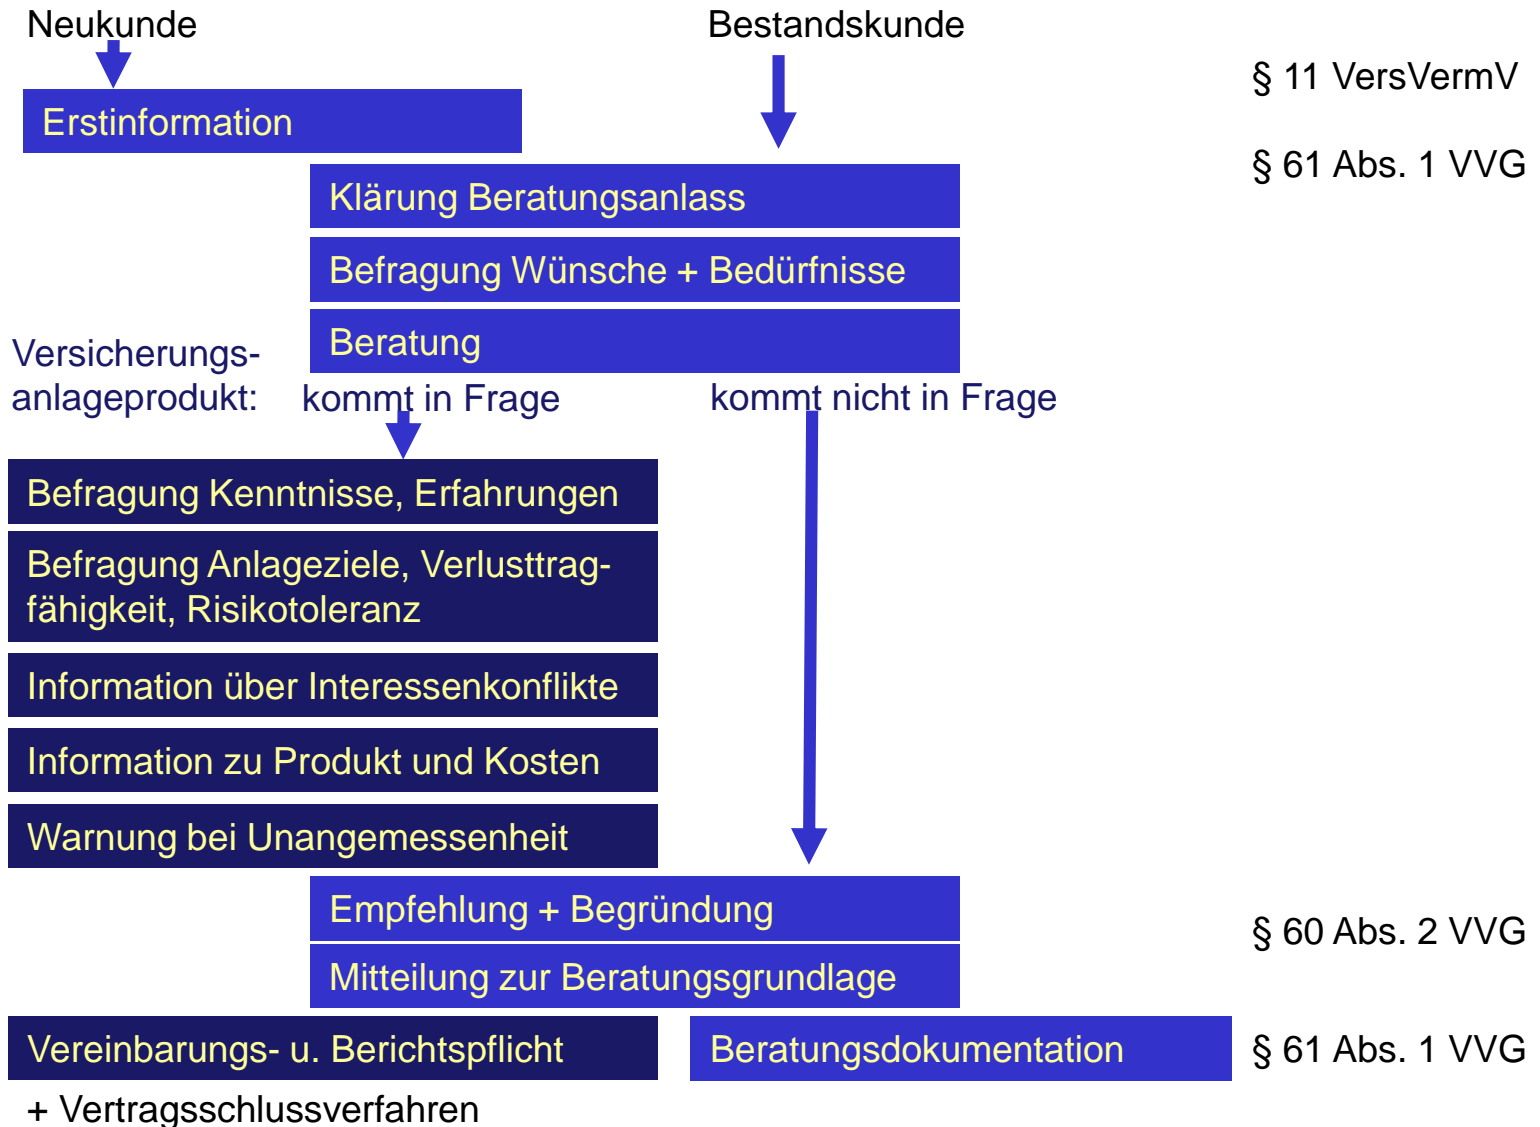 Neukunde
Bestandskunde
§ 11 VersVermV
Erstinformation
§ 61 Abs. 1 VVG
Klärung Beratungsanlass
Befragung Wünsche + Bedürfnisse
Beratung
Versicherungs-
anlageprodukt:
kommt in Frage
kommt nicht in Frage
Befragung Kenntnisse, Erfahrungen
Befragung Anlageziele, Verlusttrag-
fähigkeit, Risikotoleranz
Information über Interessenkonflikte
Information zu Produkt und Kosten
Warnung bei Unangemessenheit
Empfehlung + Begründung
§ 60 Abs. 2 VVG
Mitteilung zur Beratungsgrundlage
Vereinbarungs- u. Berichtspflicht
Beratungsdokumentation
§ 61 Abs. 1 VVG
+ Vertragsschlussverfahren